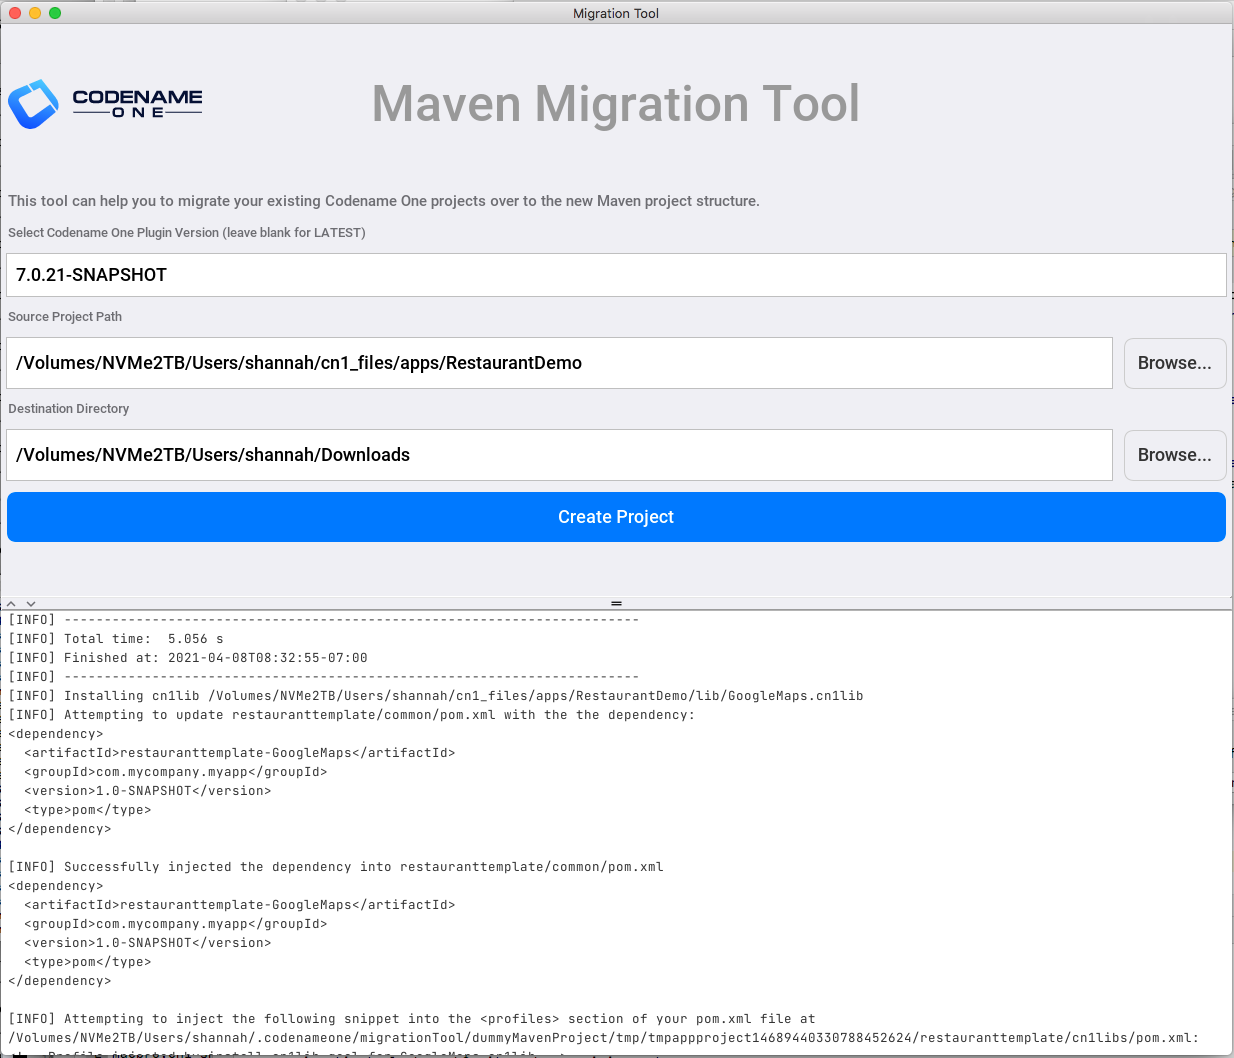 Migration Tool
CODENAME
ONE
Maven Migration Tool
This tool can help you to migrate your existing Codename One projects over to the new Maven project structure.
Select Codename One Plugin Version (leave blank for LATEST)
7.0.21-SNAPSHOT
Source Project Path
/Volumes/NVMe2TB/Users/shannah/cn1_files/apps/RestaurantDemo
Browse...
Destination Directory
/Volumes/NVMe2TB/Users/shannah/Downloads
Browse...
Create Project
[INFO] ------------------------------------------------------------------------
[INFO] Total time:  5.056 s
[INFO] Finished at: 2021-04-08T08:32:55-07:00
[INFO] ------------------------------------------------------------------------
[INFO] Installing cn1lib /Volumes/NVMe2TB/Users/shannah/cn1_files/apps/RestaurantDemo/lib/GoogleMaps.cn1lib
[INFO] Attempting to update restauranttemplate/common/pom.xml with the the dependency:
<dependency>
  <artifactId>restauranttemplate-GoogleMaps</artifactId>
  <groupId>com.mycompany.myapp</groupId>
  <version>1.0-SNAPSHOT</version>
  <type>pom</type>
</dependency>
[INFO] Successfully injected the dependency into restauranttemplate/common/pom.xml
<dependency>
  <artifactId>restauranttemplate-GoogleMaps</artifactId>
  <groupId>com.mycompany.myapp</groupId>
  <version>1.0-SNAPSHOT</version>
  <type>pom</type>
</dependency>
[INFO] Attempting to inject the following snippet into the <profiles> section of your pom.xml file at
/Volumes/NVMe2TB/Users/shannah/.codenameone/migrationTool/dummyMavenProject/tmp/tmpappproject14689440330788452624/restauranttemplate/cn1libs/pom.xml: